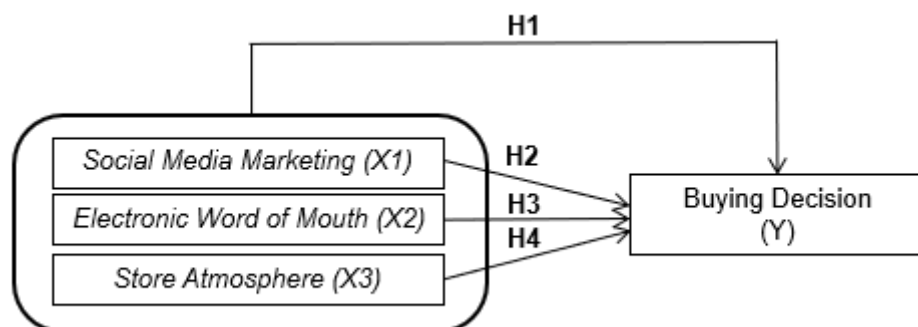 H1
Social Media Marketing (X1)
H2
Electronic Word of Mouth (X2)
H3
Store Atmosphere (X3)
H4
Buying Decision
(Y)